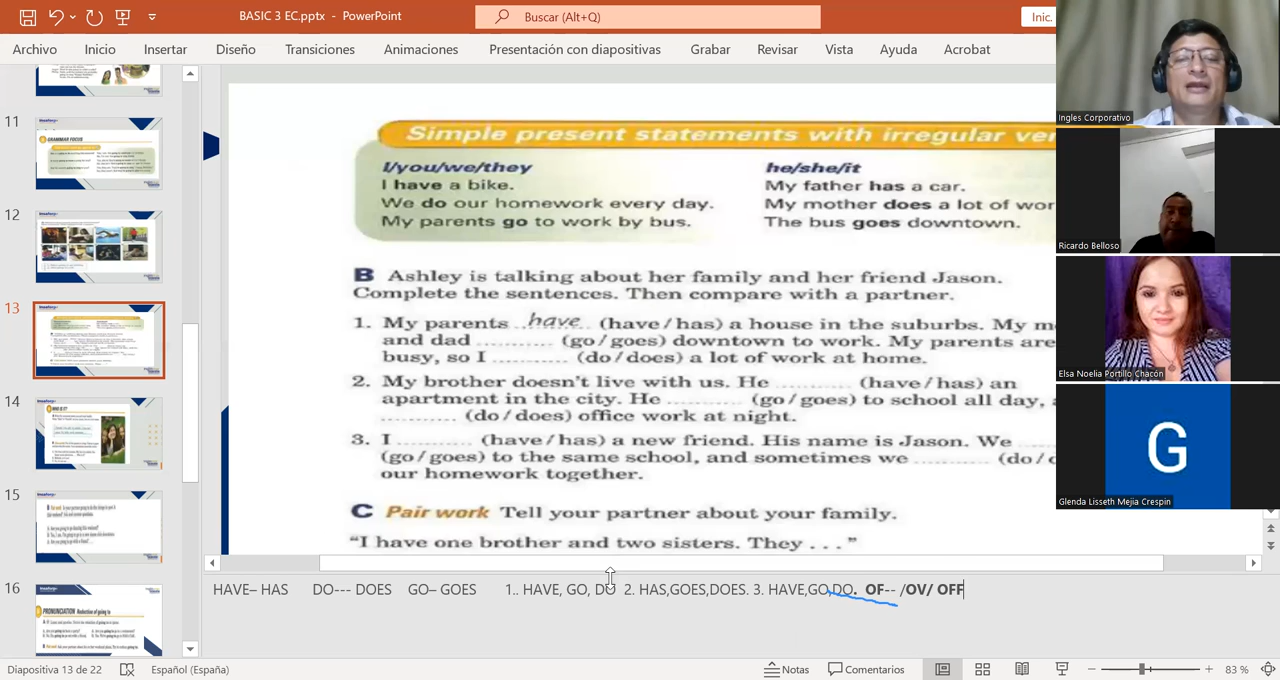 BASIC 3 EC.pptx - PowerPoint
Buscar (Alt+Q)
Inic.
Archivo Inicio Insertar Diseño Transiciones Animaciones Presentación con diapositivas Grabar Revisar Vista Ayuda Acrobat
Ingles Corporativo
Ricardo Belloso
Elsa Noelia Portillo Chacón
G
Glenda Lisseth Mejia Crespin
11
GRAMMAR FOCUS
12
13
14
WHO IS IT?
15
16
PRONUNCIATION Reduction of going to
Simple present statements with irregular ver
I/you/we/they he/she/it
I have a bike. My father has a car.
We do our homework every day. My mother does a lot of wor
My parents go to work by bus. The bus goes downtown.
B Ashley is talking about her family and her friend Jason.
Complete the sentences. Then compare with a partner.
1. My parents have (have / has) a house in the suburbs. My m
and dad .......... (go / goes) downtown to work. My parents are
busy, so I .......... (do / does) a lot of work at home.
2. My brother doesn't live with us. He .......... (have / has) an
apartment in the city. He .......... (go / goes) to school all day, a
.......... (do / does) office work at night.
3. I .......... (have / has) a new friend. His name is Jason. We
(go / goes) to the same school, and sometimes we .......... (do / d
our homework together.
C Pair work Tell your partner about your family.
"I have one brother and two sisters. They . . . "
HAVE– HAS DO--- DOES GO– GOES 1.. HAVE, GO, DO 2. HAS,GOES,DOES. 3. HAVE,GO,DO. OF-- /OV/ OFF
Diapositiva 13 de 22 Español (España) Notas Comentarios 83 %